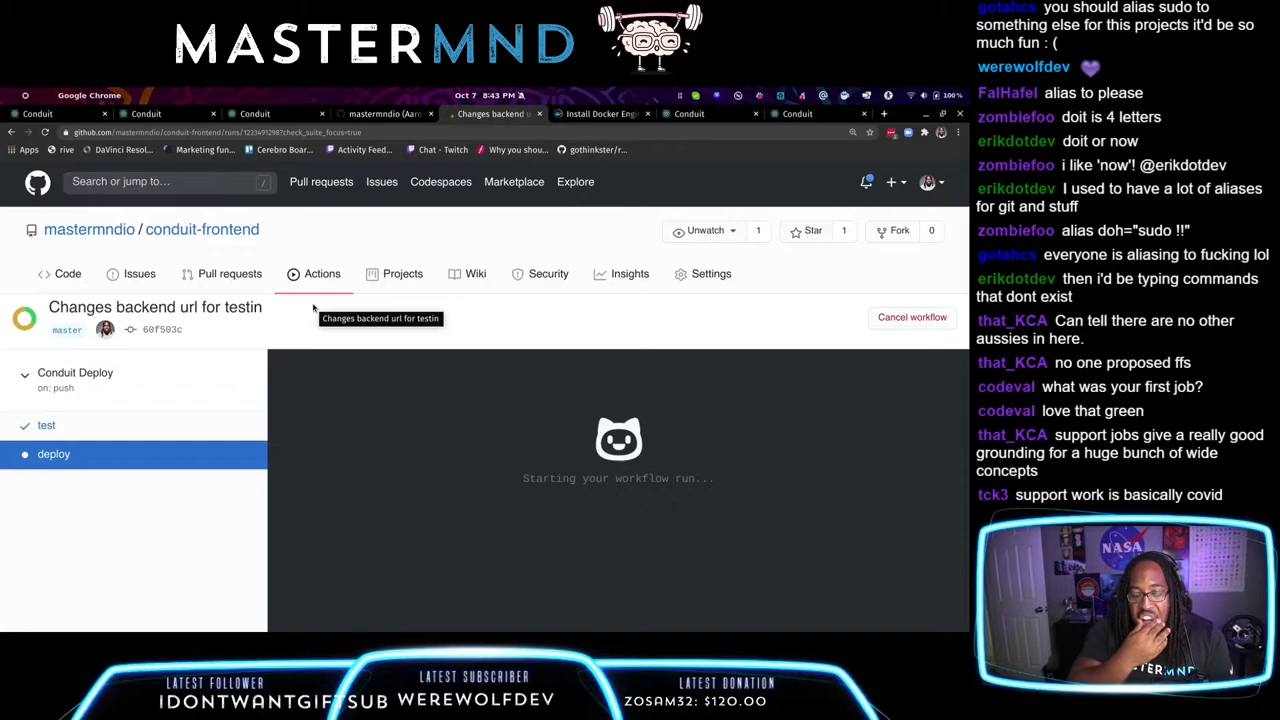 MASTERMND
Google Chrome
Oct 7 8:43 PM
100%
Conduit
Conduit
Conduit
mastermndio (Aaro
Changes backend u
Install Docker Engi
Conduit
Conduit
github.com/mastermndio/conduit-frontend/runs/1223491298?check_suite_focus=true
Apps
rive
DaVinci Resol...
Marketing fun...
Cerebro Boar...
Activity Feed...
Chat - Twitch
Why you shou...
gothinkster/r...
Search or jump to...
/
Pull requests
Issues
Codespaces
Marketplace
Explore
mastermndio / conduit-frontend
Unwatch
1
Star
1
Fork
0
Code
Issues
Pull requests
Actions
Projects
Wiki
Security
Insights
Settings
Changes backend url for testin
Changes backend url for testin
master
60f503c
Cancel workflow
Conduit Deploy
on: push
test
deploy
Starting your workflow run...
gotahcs you should alias sudo to
something else for this projects it'd be so
much fun : (
werewolfdev
FalHafel alias to please
zombiefoo doit is 4 letters
erikdotdev doit or now
zombiefoo i like 'now'! @erikdotdev
erikdotdev I used to have a lot of aliases
for git and stuff
zombiefoo alias doh="sudo !!"
gotahcs everyone is aliasing to fucking lol
erikdotdev then i'd be typing commands
that dont exist
that_KCA Can tell there are no other
aussies in here.
that_KCA no one proposed ffs
codeval what was your first job?
codeval love that green
that_KCA support jobs give a really good
grounding for a huge bunch of wide
concepts
tck3 support work is basically covid
NASA
MASTERMND
LATEST FOLLOWER
IDONTWANTGIFTSUB
LATEST SUBSCRIBER
WEREWOLFDEV
LATEST DONATION
ZOSAM32: $120.00